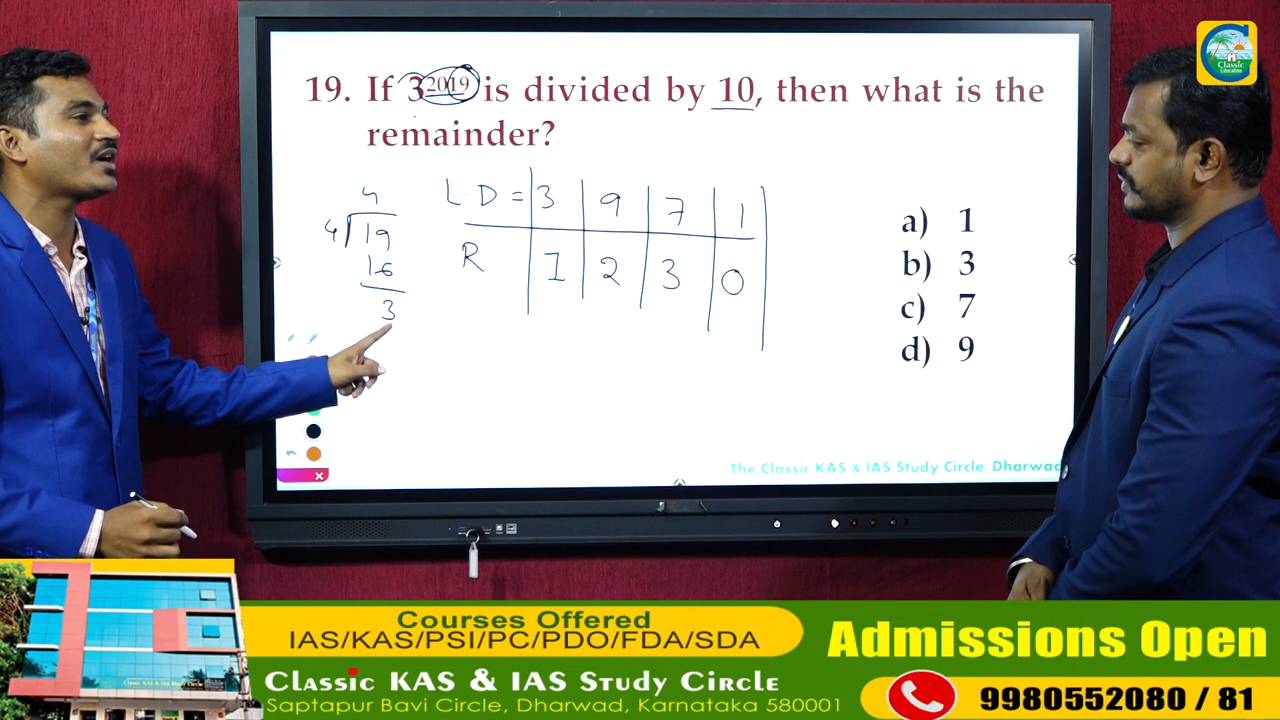 19. If 3^2019 is divided by 10, then what is the
remainder?
4
4 19
16
3
L.D = 3 9 7 1
R 1 2 3 0
a) 1
b) 3
c) 7
d) 9
The Classic KAS & IAS Study Circle, Dharwad
Classic
Education
Courses Offered
IAS/KAS/PSI/PC/PDO/FDA/SDA
Classic KAS & IAS Study Circle
Saptapur Bavi Circle, Dharwad, Karnataka 580001
Admissions Open
9980552080 / 81